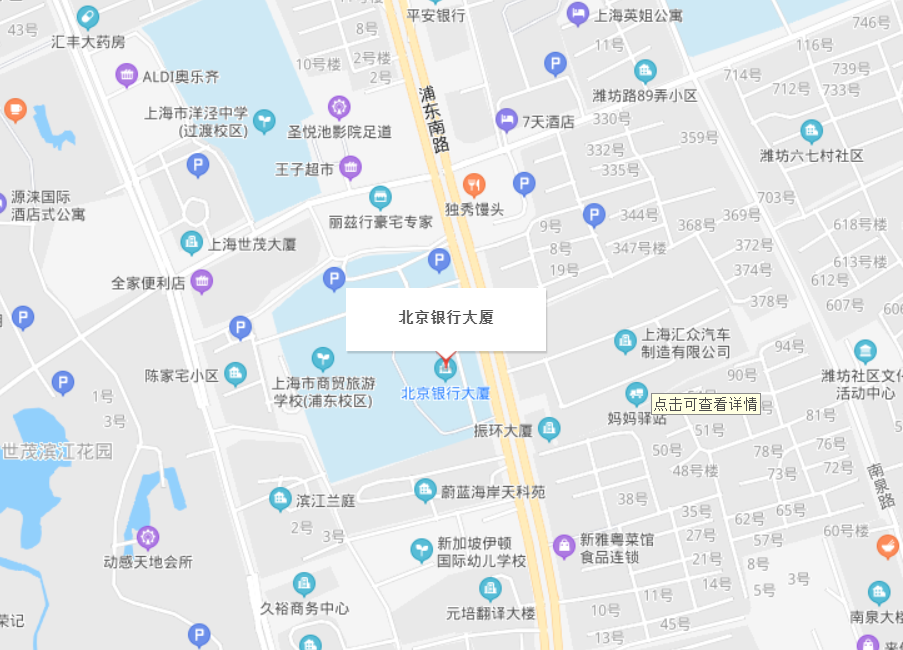 43号
汇丰大药房
平安银行
上海英姐公寓
746号
8号
2号楼
10号楼
2号
11号
116号
739号
714号
712号
733号
ALDI奥乐齐
浦东南路
潍坊路89弄小区
上海市洋泾中学
(过渡校区)
圣悦池影院足道
7天酒店
330号
359号
332号
335号
潍坊六七村社区
王子超市
独秀馒头
丽兹行豪宅专家
源涞国际
酒店式公寓
703号
344号
368号
369号
618号楼
9号
8号
347号楼
372号
19号
374号
613号楼
612号
上海世茂大厦
全家便利店
378号
607号
北京银行大厦
上海汇众汽车
制造有限公司
94号
90号
陈家宅小区
上海市商贸旅游
学校(浦东校区)
北京银行大厦
潍坊社区文化
活动中心
点击可查看详情
1号
3号
妈妈驿站
81号
振环大厦
51号
世茂滨江花园
50号
78号
76号
48号楼
73号
72号
南泉路
滨江兰庭
蔚蓝海岸天科苑
38号
2号
3号
35号
62号
65号
60号楼
27号
57号
新加坡伊顿
国际幼儿学校
新雅粤菜馆
食品连锁
动感天地会所
21号
8号
14号
5号
3号
久裕商务中心
元培翻译大楼
10号
11号
南泉大楼
荣记
45号
13号